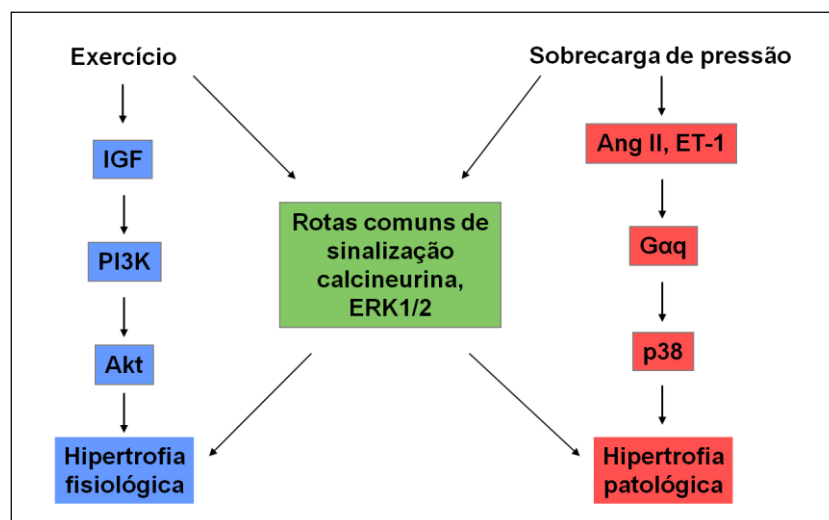 Exercício
Sobrecarga de pressão
IGF
Ang II, ET-1
Rotas comuns de
sinalização
calcineurina,
ERK1/2
PI3K
Gαq
Akt
p38
Hipertrofia
fisiológica
Hipertrofia
patológica